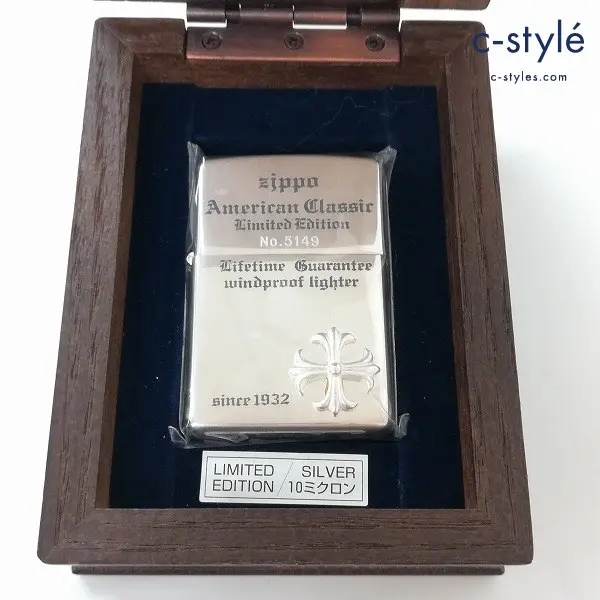 c-stylé
c-styles.com
zippo
American Classic
Limited Edition
No.5149
Lifetime Guarantee
windproof lighter
since 1932
LIMITED / SILVER
EDITION / 10ミクロン